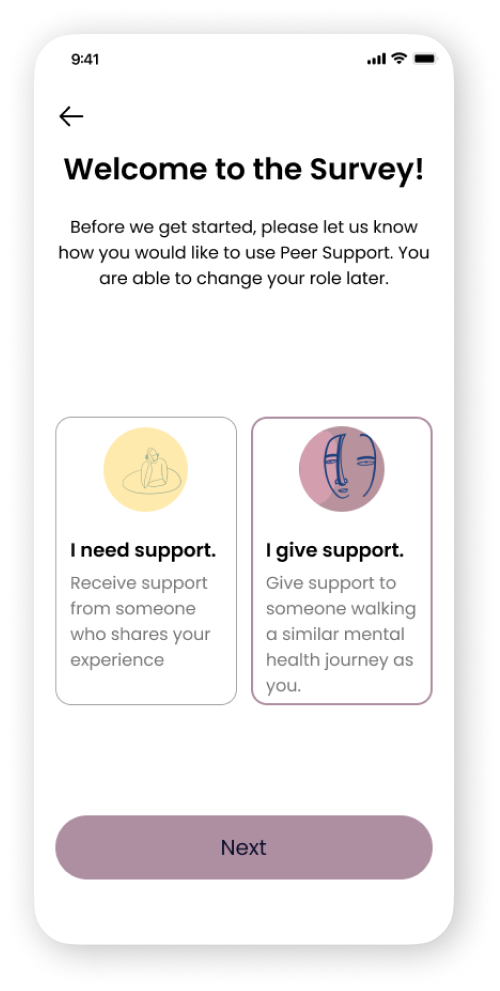 9:41
Welcome to the Survey!
Before we get started, please let us know
how you would like to use Peer Support. You
are able to change your role later.
I need support.
Receive support
from someone
who shares your
experience
I give support.
Give support to
someone walking
a similar mental
health journey as
you.
Next